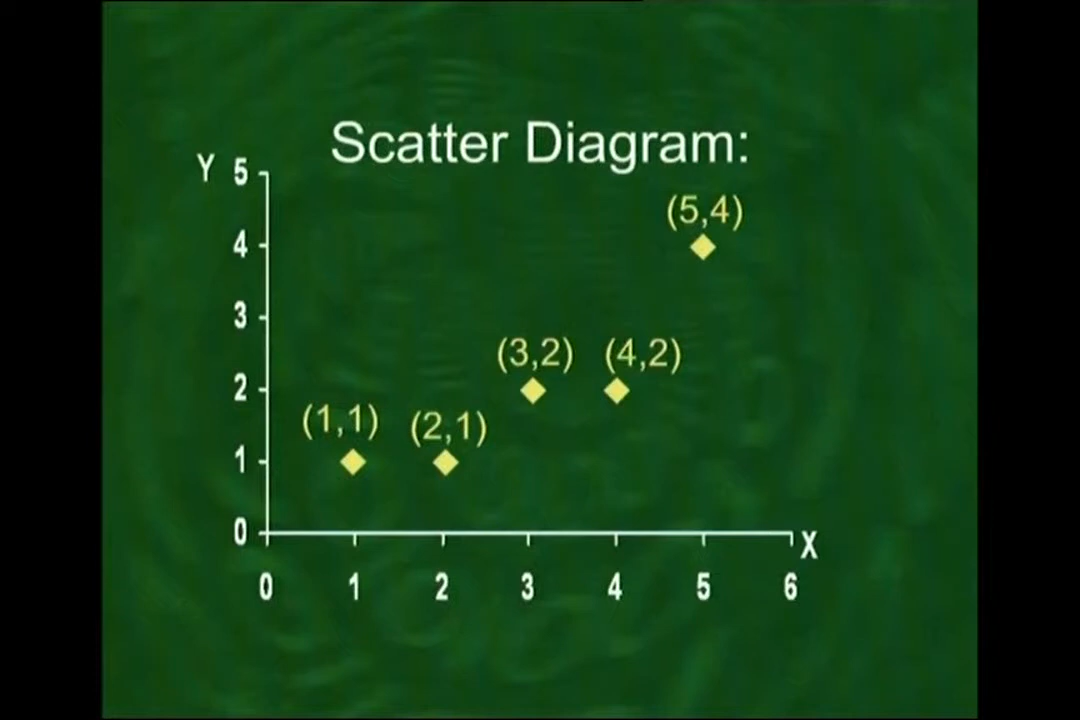 Scatter Diagram:
Y 5
(5,4)
4
3
(3,2) (4,2)
2
(1,1) (2,1)
1
0
X
0 1 2 3 4 5 6